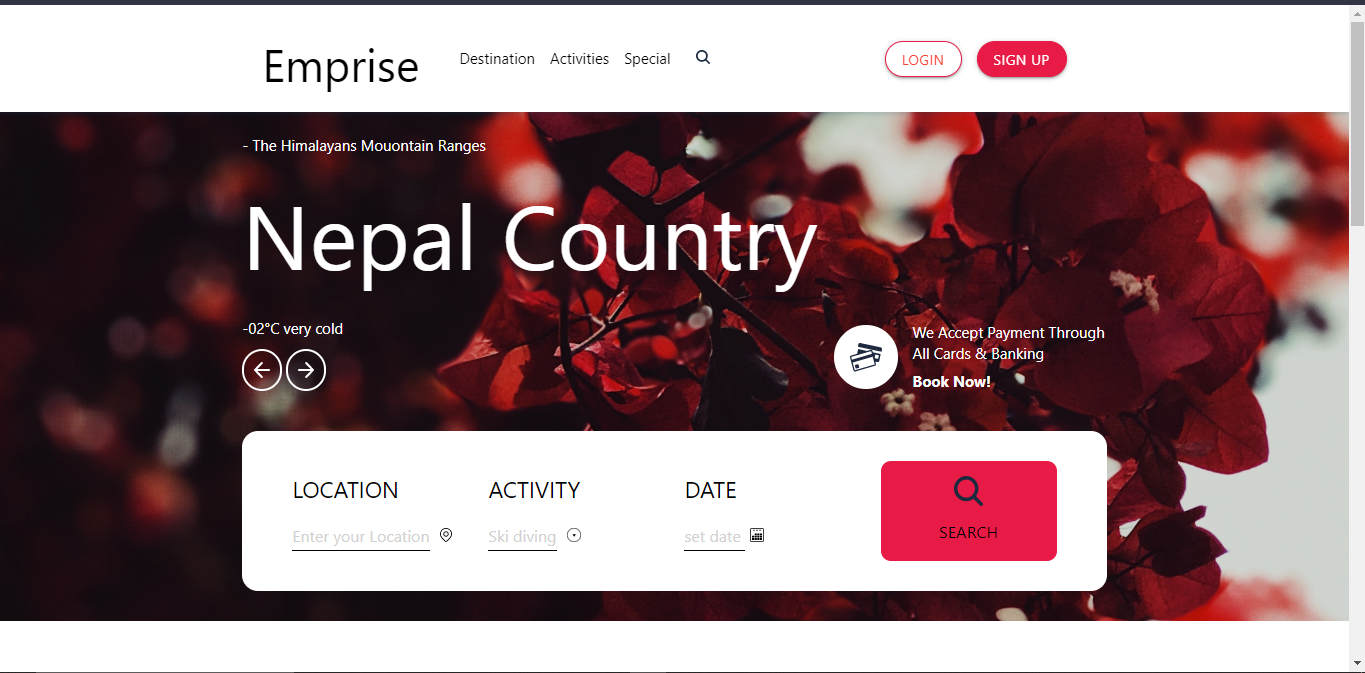 Emprise
Destination Activities Special
LOGIN
SIGN UP
- The Himalayans Mouontain Ranges
Nepal Country
-02°C very cold
We Accept Payment Through
All Cards & Banking
Book Now!
LOCATION
Enter your Location
ACTIVITY
Ski diving
DATE
set date
SEARCH